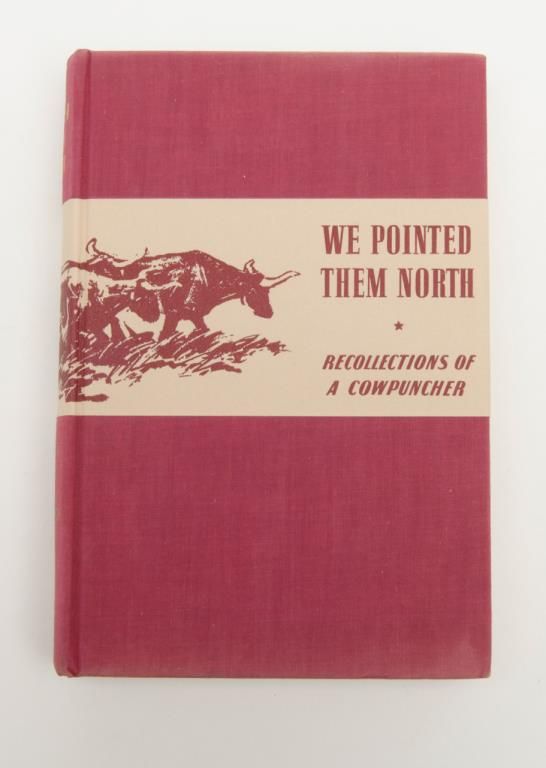 WE POINTED
THEM NORTH
RECOLLECTIONS OF
A COWPUNCHER